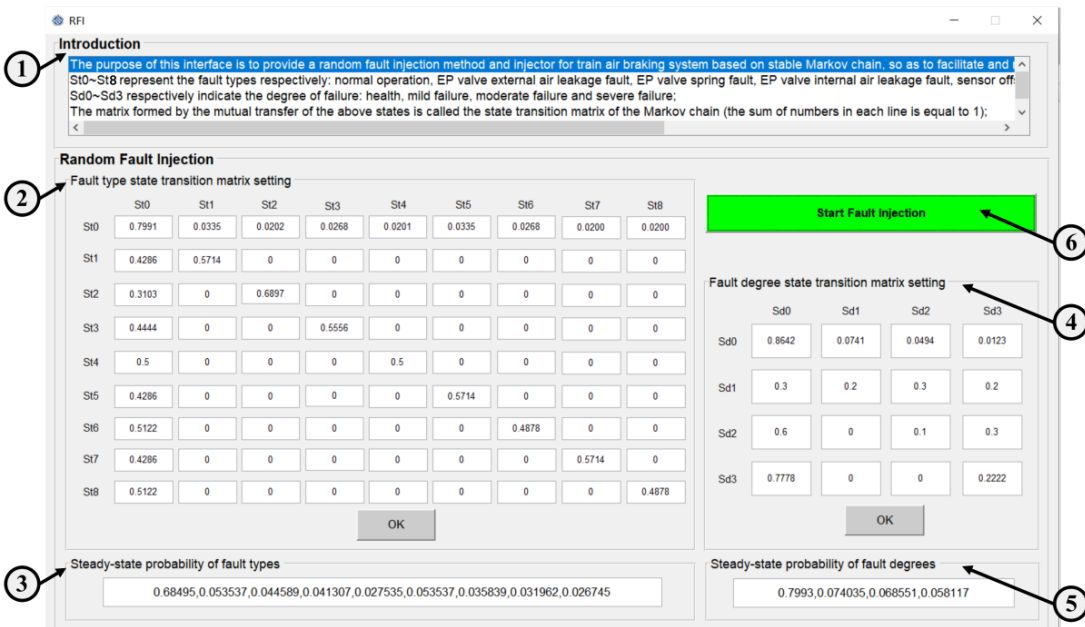 RFI
Introduction
The purpose of this interface is to provide a random fault injection method and injector for train air braking system based on stable Markov chain, so as to facilitate and
St0~St8 represent the fault types respectively: normal operation, EP valve external air leakage fault, EP valve spring fault, EP valve internal air leakage fault, sensor off
Sd0~Sd3 respectively indicate the degree of failure: health, mild failure, moderate failure and severe failure;
The matrix formed by the mutual transfer of the above states is called the state transition matrix of the Markov chain (the sum of numbers in each line is equal to 1);
1
Random Fault Injection
2
Fault type state transition matrix setting
St0 St1 St2 St3 St4 St5 St6 St7 St8
St0 0.7991 0.0335 0.0202 0.0268 0.0201 0.0335 0.0268 0.0200 0.0200
St1 0.4286 0.5714 0 0 0 0 0 0 0
St2 0.3103 0 0.6897 0 0 0 0 0 0
St3 0.4444 0 0 0.5556 0 0 0 0 0
St4 0.5 0 0 0 0.5 0 0 0 0
St5 0.4286 0 0 0 0 0.5714 0 0 0
St6 0.5122 0 0 0 0 0 0.4878 0 0
St7 0.4286 0 0 0 0 0 0 0.5714 0
St8 0.5122 0 0 0 0 0 0 0 0.4878
OK
Start Fault Injection
6
Fault degree state transition matrix setting
4
Sd0 Sd1 Sd2 Sd3
Sd0 0.8642 0.0741 0.0494 0.0123
Sd1 0.3 0.2 0.3 0.2
Sd2 0.6 0 0.1 0.3
Sd3 0.7778 0 0 0.2222
OK
3
Steady-state probability of fault types
0.68495,0.053537,0.044589,0.041307,0.027535,0.053537,0.035839,0.031962,0.026745
Steady-state probability of fault degrees
0.7993,0.074035,0.068551,0.058117
5